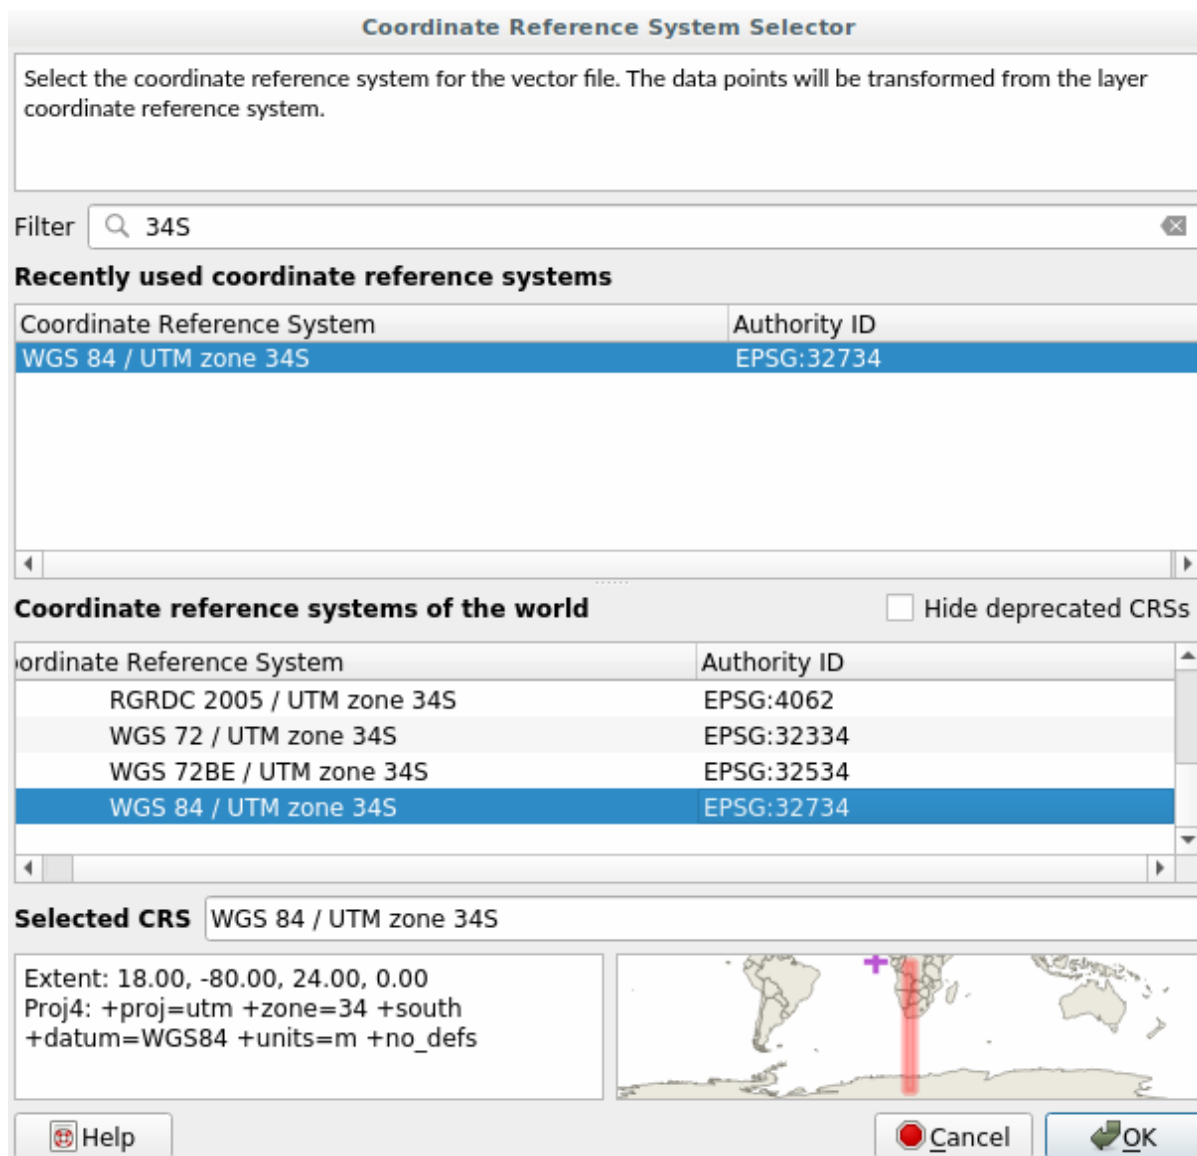 Coordinate Reference System Selector
Select the coordinate reference system for the vector file. The data points will be transformed from the layer
coordinate reference system.
Filter 34S
Recently used coordinate reference systems
Coordinate Reference System Authority ID
WGS 84 / UTM zone 34S EPSG:32734
Coordinate reference systems of the world Hide deprecated CRSs
ordinate Reference System Authority ID
RGRDC 2005 / UTM zone 34S EPSG:4062
WGS 72 / UTM zone 34S EPSG:32334
WGS 72BE / UTM zone 34S EPSG:32534
WGS 84 / UTM zone 34S EPSG:32734
Selected CRS WGS 84 / UTM zone 34S
Extent: 18.00, -80.00, 24.00, 0.00
Proj4: +proj=utm +zone=34 +south
+datum=WGS84 +units=m +no_defs
Help Cancel OK